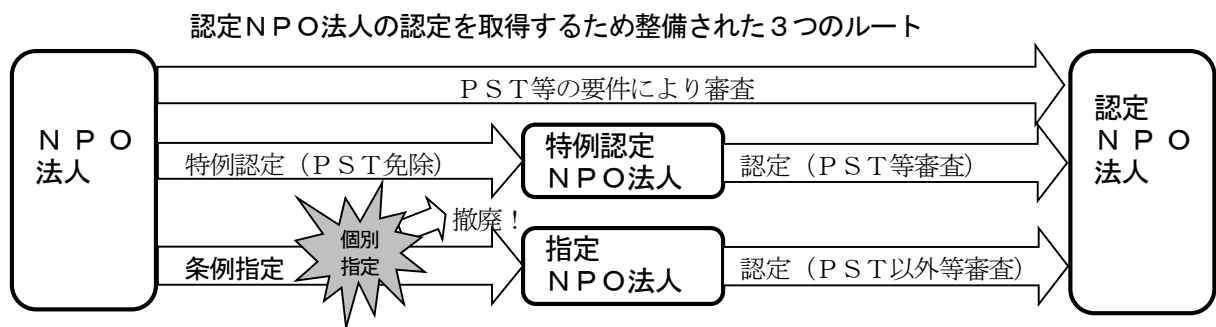 認定ＮＰＯ法人の認定を取得するため整備された３つのルート
ＰＳＴ等の要件により審査
ＮＰＯ
法人
特例認定（ＰＳＴ免除）
特例認定
ＮＰＯ法人
認定（ＰＳＴ等審査）
認定
ＮＰＯ
法人
撤廃！
個別
指定
条例指定
指定
ＮＰＯ法人
認定（ＰＳＴ以外等審査）